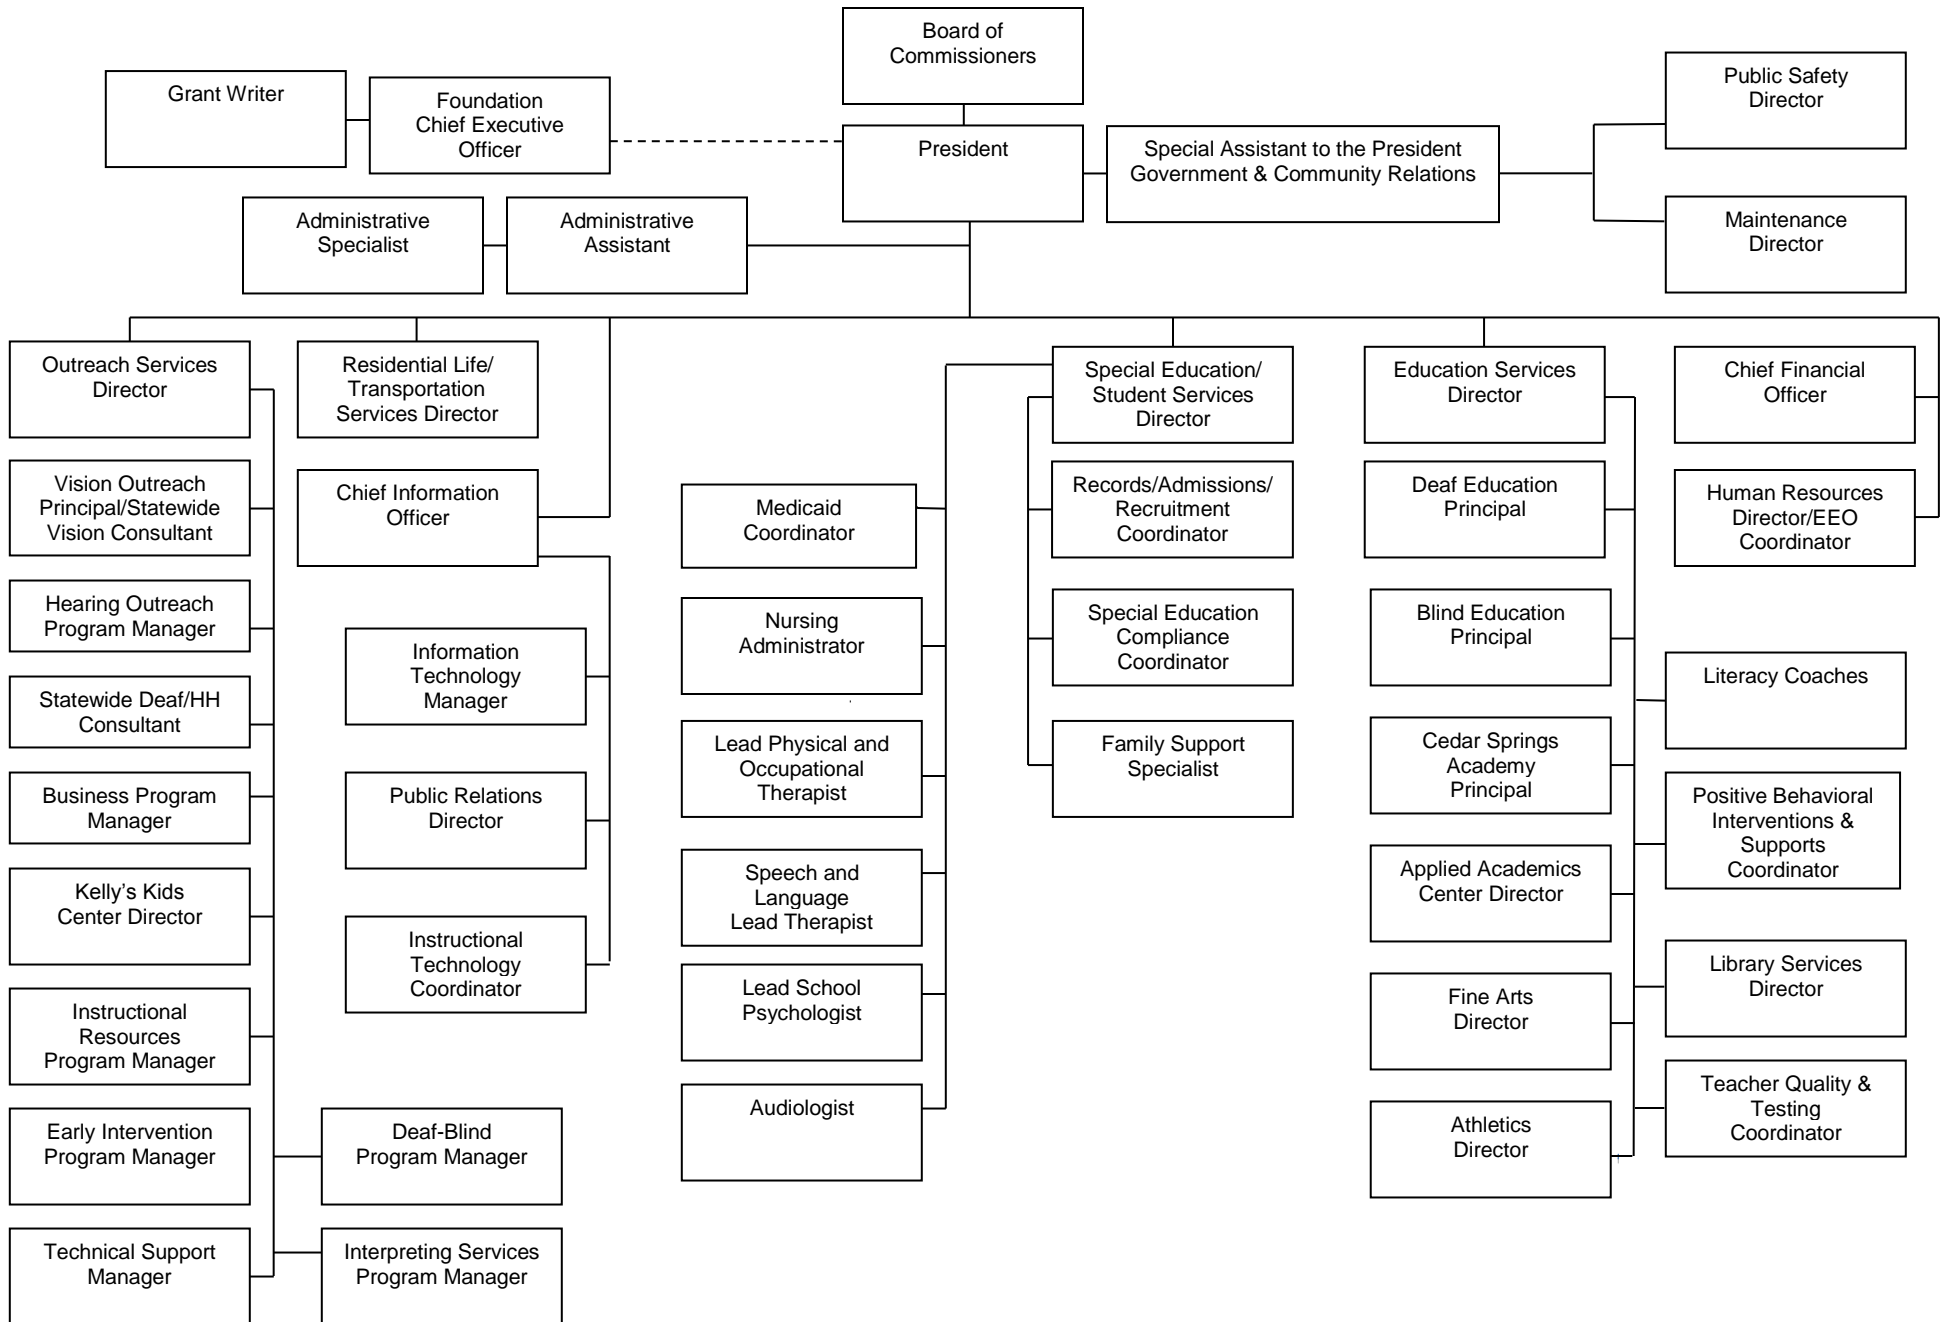 Board of
Commissioners
Grant Writer
Foundation
Chief Executive
Officer
President
Special Assistant to the President
Government & Community Relations
Public Safety
Director
Maintenance
Director
Administrative
Specialist
Administrative
Assistant
Outreach Services
Director
Residential Life/
Transportation
Services Director
Special Education/
Student Services
Director
Education Services
Director
Chief Financial
Officer
Vision Outreach
Principal/Statewide
Vision Consultant
Hearing Outreach
Program Manager
Statewide Deaf/HH
Consultant
Business Program
Manager
Kelly’s Kids
Center Director
Instructional
Resources
Program Manager
Early Intervention
Program Manager
Technical Support
Manager
Deaf-Blind
Program Manager
Interpreting Services
Program Manager
Chief Information
Officer
Information
Technology
Manager
Public Relations
Director
Instructional
Technology
Coordinator
Medicaid
Coordinator
Nursing
Administrator
Lead Physical and
Occupational
Therapist
Speech and
Language
Lead Therapist
Lead School
Psychologist
Audiologist
Records/Admissions/
Recruitment
Coordinator
Special Education
Compliance
Coordinator
Family Support
Specialist
Deaf Education
Principal
Blind Education
Principal
Cedar Springs
Academy
Principal
Applied Academics
Center Director
Fine Arts
Director
Athletics
Director
Human Resources
Director/EEO
Coordinator
Literacy Coaches
Positive Behavioral
Interventions &
Supports
Coordinator
Library Services
Director
Teacher Quality &
Testing
Coordinator